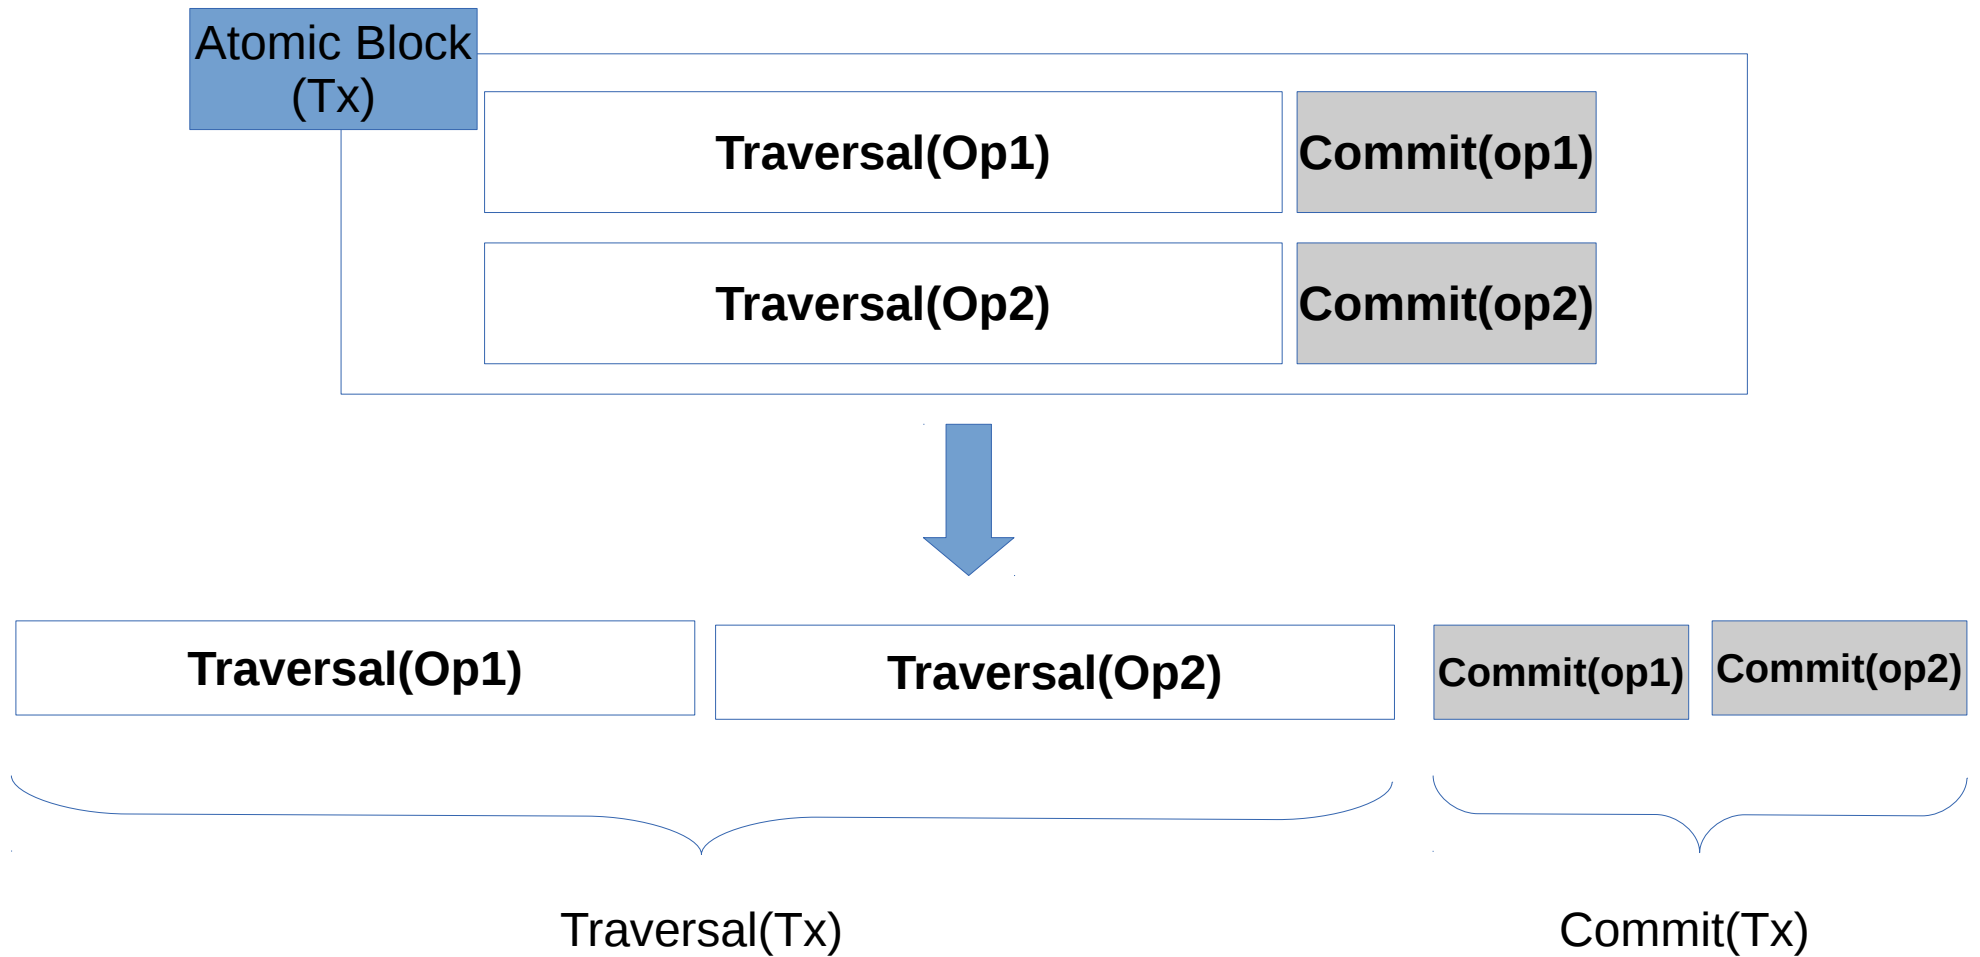 Atomic Block
(Tx)
Traversal(Op1)
Commit(op1)
Traversal(Op2)
Commit(op2)
Traversal(Op1)
Traversal(Op2)
Commit(op1)
Commit(op2)
Traversal(Tx)
Commit(Tx)